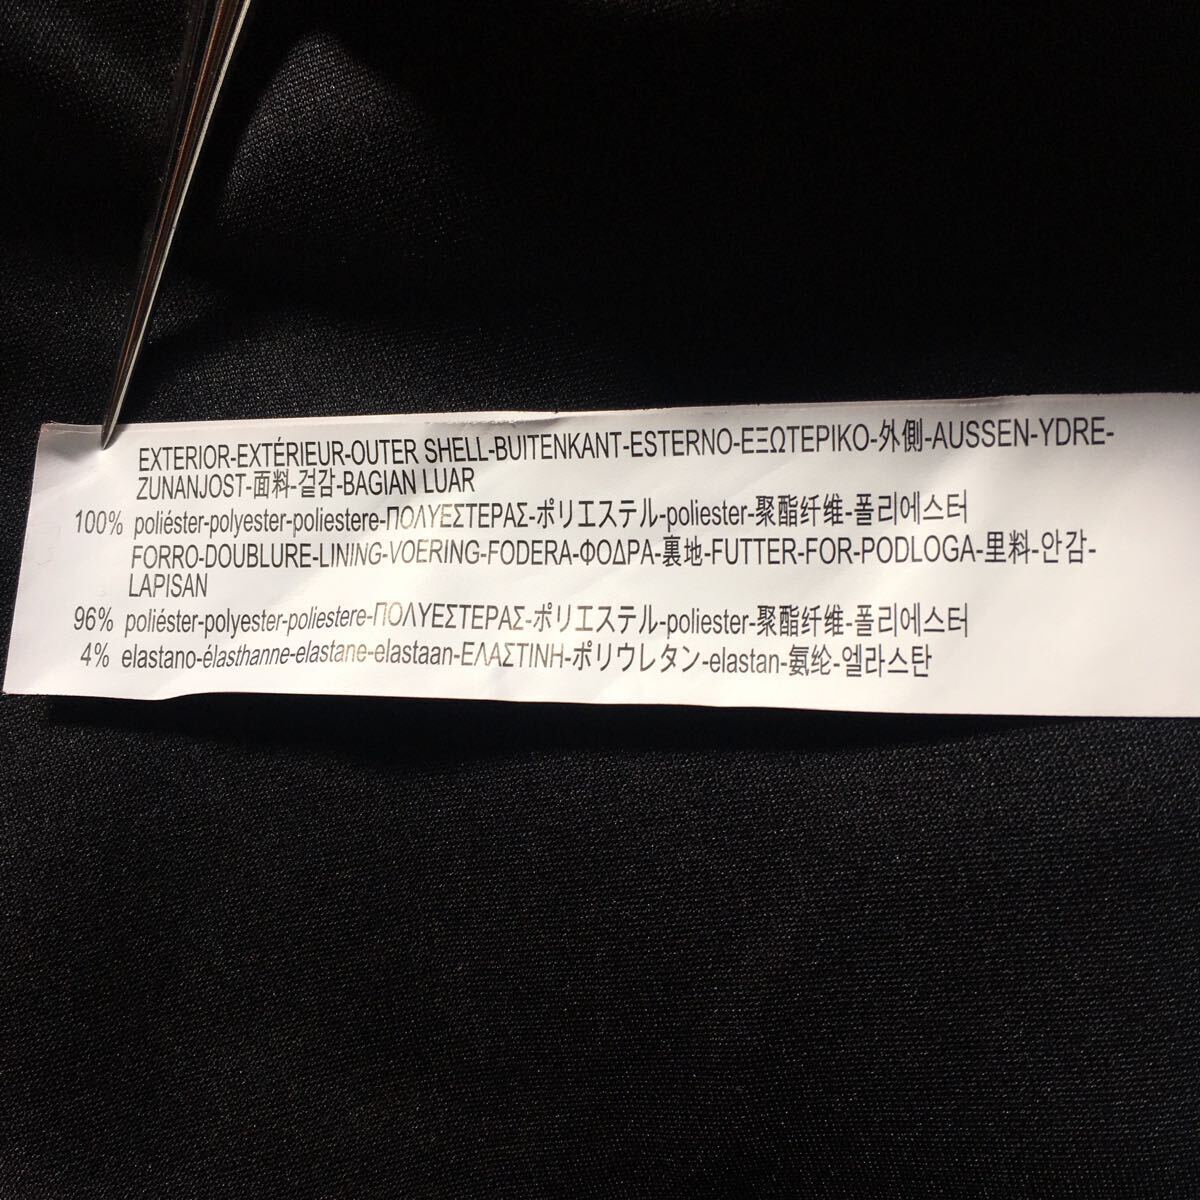 EXTERIOR-EXTÉRIEUR-OUTER SHELL-BUITENKANT-ESTERNO-ΕΞΩΤΕΡΙΚΟ-外側-AUSSEN-YDRE-
ZUNANJOST-面料-겉감-BAGIAN LUAR
100% poliéster-polyester-poliestere-ΠΟΛΥΕΣΤΕΡΑΣ-ポリエステル-poliester-聚酯纤维-폴리에스터
FORRO-DOUBLURE-LINING-VOERING-FODERA-ΦΟΔΡΑ-裏地-FUTTER-FOR-PODLOGA-里料-안감-
LAPISAN
96% poliéster-polyester-poliestere-ΠΟΛΥΕΣΤΕΡΑΣ-ポリエステル-poliester-聚酯纤维-폴리에스터
4% elastano-élasthanne-elastane-elastaan-ΕΛΑΣΤΙΝΗ-ポリウレタン-elastan-氨纶-엘라스탄